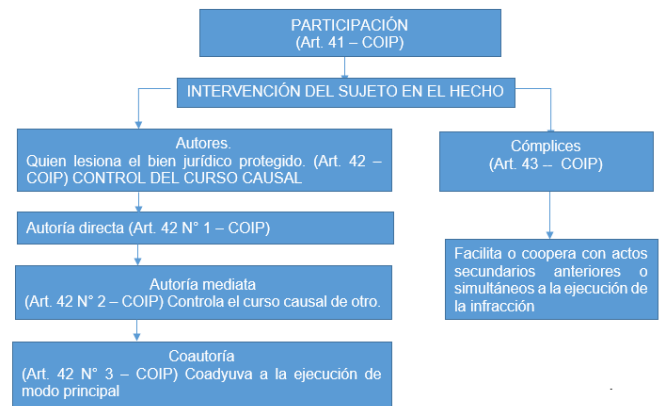 PARTICIPACIÓN
(Art. 41 – COIP)
INTERVENCIÓN DEL SUJETO EN EL HECHO
Autores.
Quien lesiona el bien jurídico protegido. (Art. 42 –
COIP) CONTROL DEL CURSO CAUSAL
Autoría directa (Art. 42 N° 1 – COIP)
Autoría mediata
(Art. 42 N° 2 – COIP) Controla el curso causal de otro.
Coautoría
(Art. 42 N° 3 – COIP) Coadyuva a la ejecución de
modo principal
Cómplices
(Art. 43 – COIP)
Facilita o coopera con actos
secundarios anteriores o
simultáneos a la ejecución de
la infracción